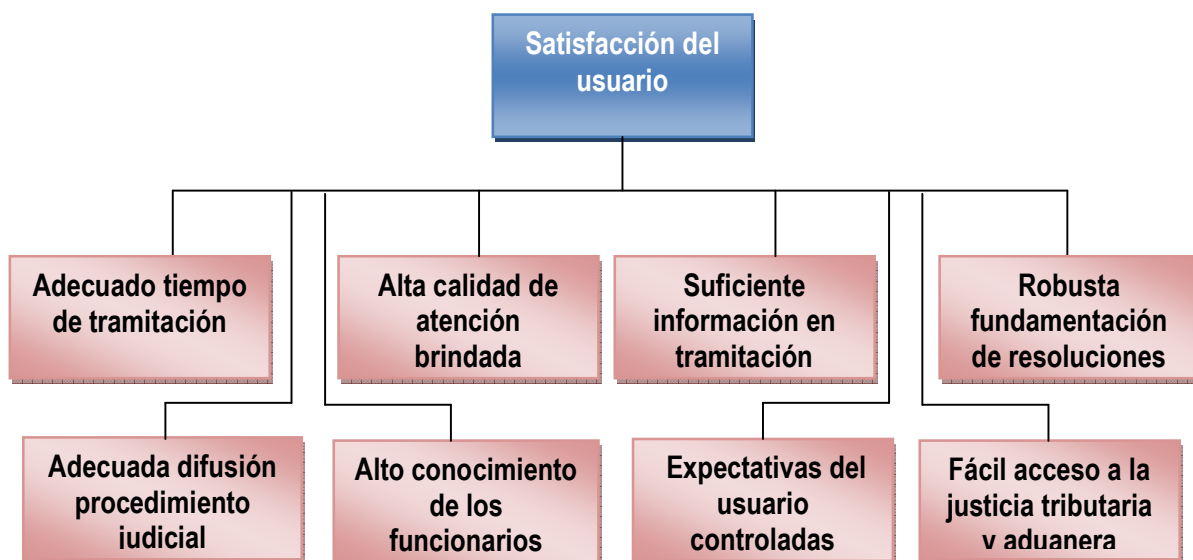 Satisfacción del
usuario
Adecuado tiempo
de tramitación
Alta calidad de
atención
brindada
Suficiente
información en
tramitación
Robusta
fundamentación
de resoluciones
Adecuada difusión
procedimiento
judicial
Alto conocimiento
de los
funcionarios
Expectativas del
usuario
controladas
Fácil acceso a la
justicia tributaria
y aduanera